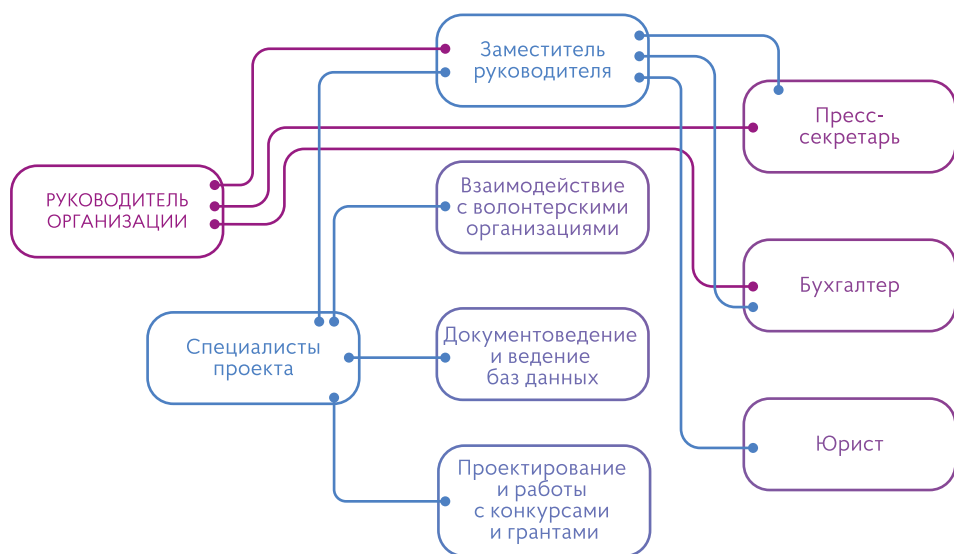 Заместитель
руководителя
Пресс-
секретарь
РУКОВОДИТЕЛЬ
ОРГАНИЗАЦИИ
Взаимодействие
с волонтерскими
организациями
Бухгалтер
Специалисты
проекта
Документоведение
и ведение
баз данных
Юрист
Проектирование
и работы
с конкурсами
и грантами